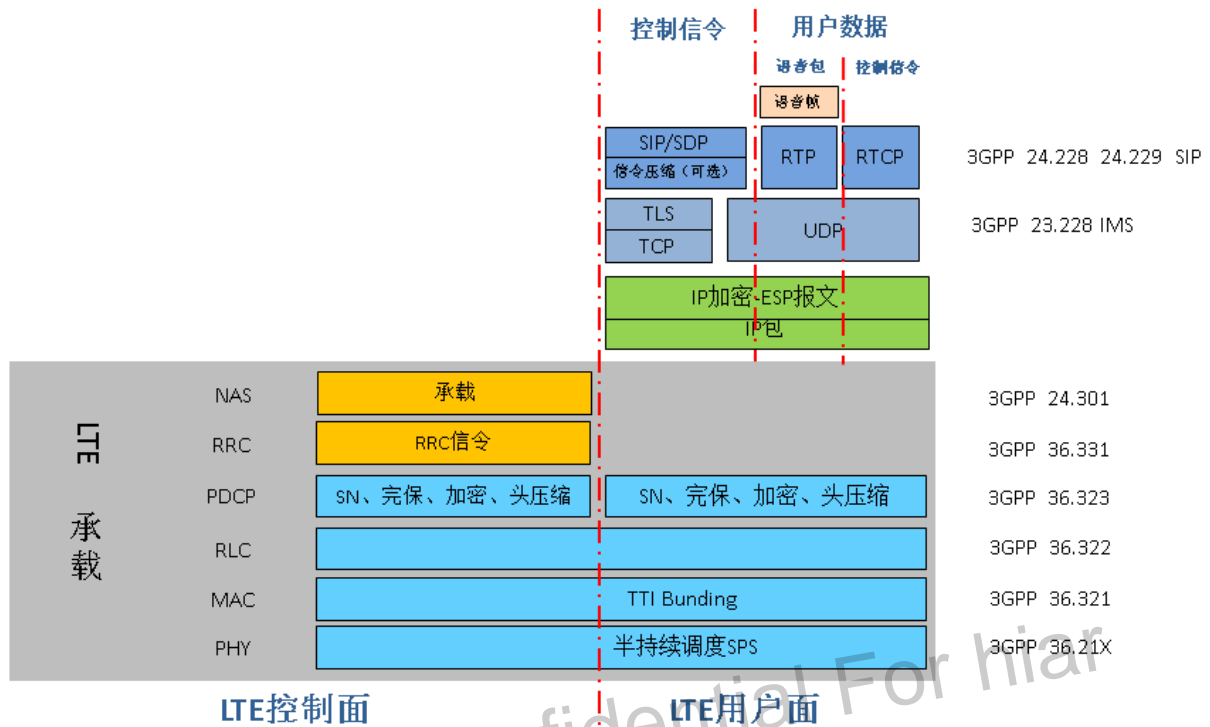 控制信令
用户数据
语音包
控制信令
语音帧
SIP/SDP
信令压缩（可选）
RTP
RTCP
3GPP 24.228 24.229 SIP
TLS
TCP
UDP
3GPP 23.228 IMS
IP加密-ESP报文
IP包
LTE 承载
NAS
承载
3GPP 24.301
RRC
RRC信令
3GPP 36.331
PDCP
SN、完保、加密、头压缩
SN、完保、加密、头压缩
3GPP 36.323
RLC
3GPP 36.322
MAC
TTI Bunding
3GPP 36.321
PHY
半持续调度SPS
3GPP 36.21X
LTE控制面
LTE用户面
For hiar